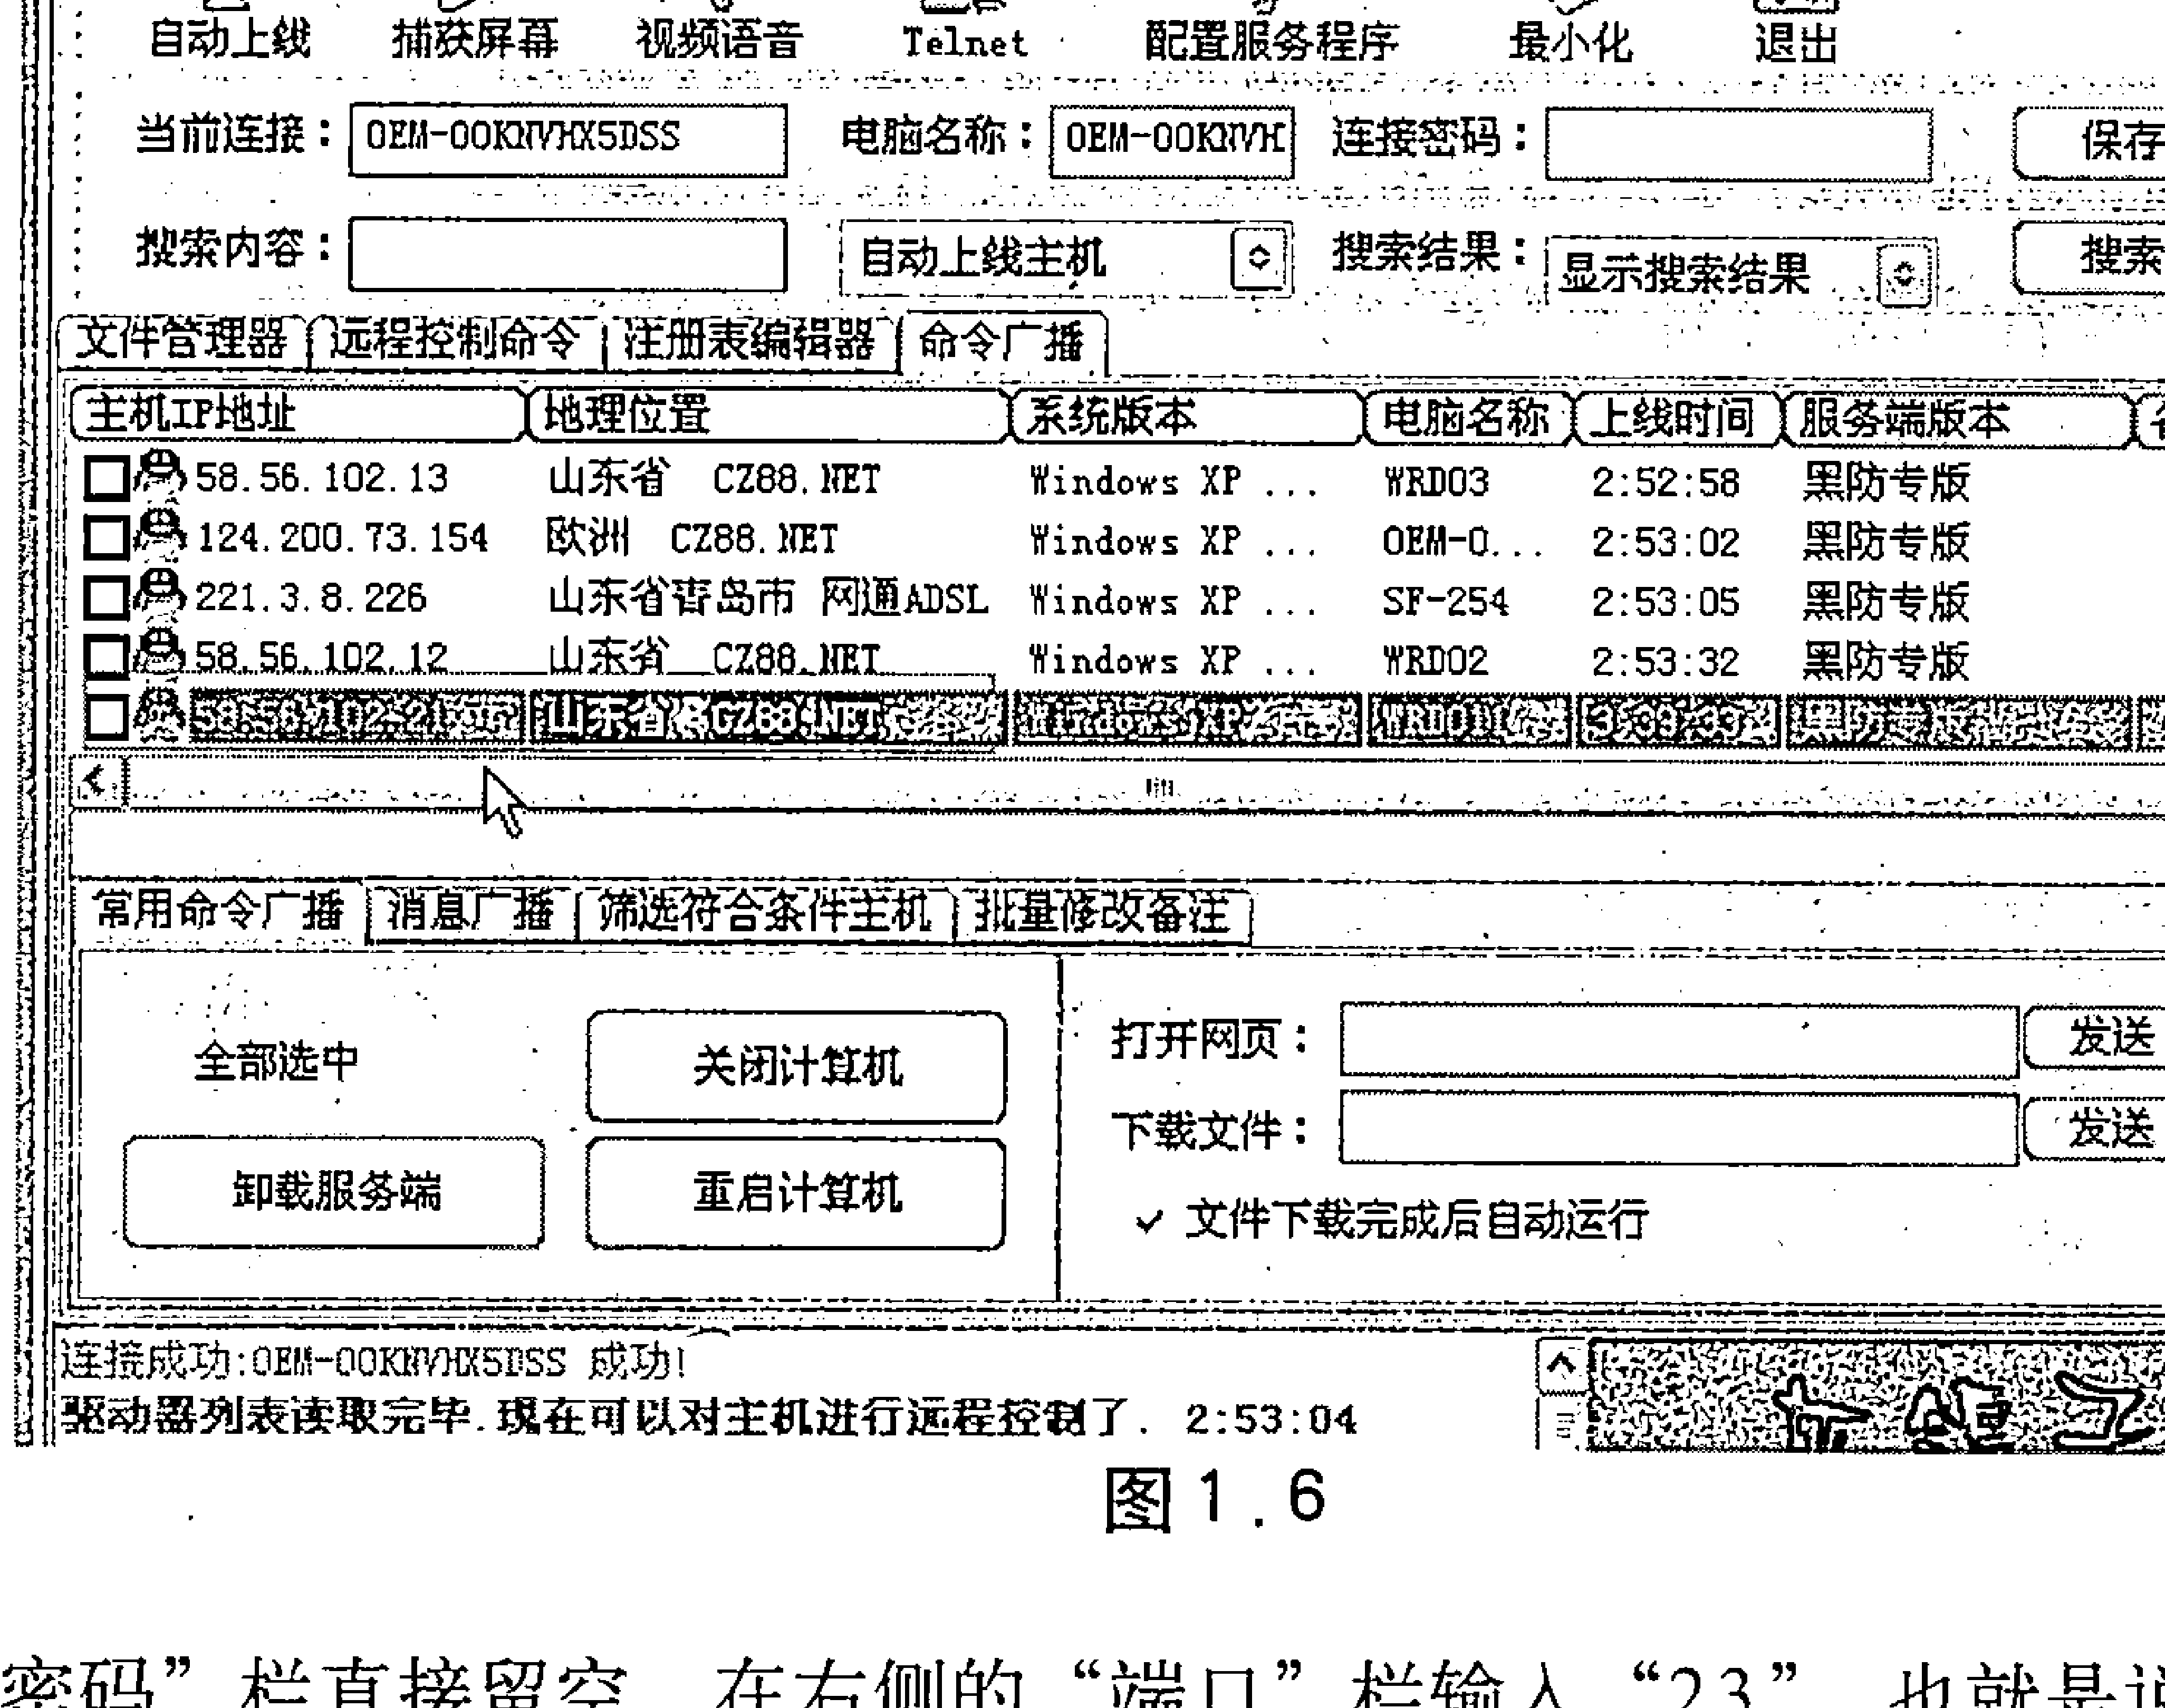 自动上线 捕获屏幕 视频语音 Telnet 配置服务程序 最小化 退出
当前连接： OEM-OOKNVHX5DSS 电脑名称： OEM-OOKNVH 连接密码： 保存
搜索内容： 自动上线主机 搜索结果： 显示搜索结果 搜索
文件管理器 远程控制命令 注册表编辑器 命令广播
主机IP地址 地理位置 系统版本 电脑名称 上线时间 服务端版本
58.56.102.13 山东省 CZ88.NET Windows XP ... WRD03 2:52:58 黑防专版
124.200.73.154 欧洲 CZ88.NET Windows XP ... OEM-0... 2:53:02 黑防专版
221.3.8.226 山东省青岛市 网通ADSL Windows XP ... SF-254 2:53:05 黑防专版
58.56.102.12 山东省 CZ88.NET Windows XP ... WRD02 2:53:32 黑防专版
山东省 CZ88.NET Windows XP 黑防专版
常用命令广播 消息广播 筛选符合条件主机 批量修改备注
全部选中 关闭计算机 打开网页： 发送
下载文件： 发送
卸载服务端 重启计算机 文件下载完成后自动运行
连接成功:OEM-OOKNVHX5DSS 成功!
驱动器列表读取完毕.现在可以对主机进行远程控制了. 2:53:04
图1.6
密码”栏直接留空 在右侧的“端口”栏输入“23” 也就是说